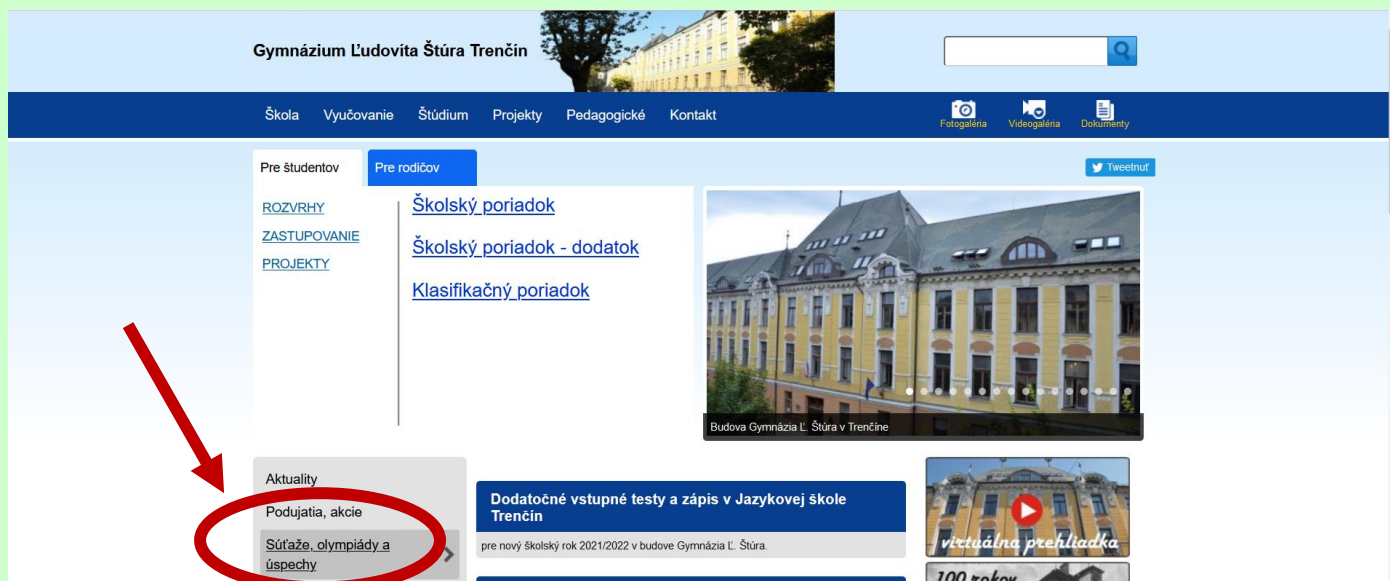 Gymnázium Ľudovíta Štúra Trenčín
Škola Vyučovanie Štúdium Projekty Pedagogické Kontakt
Fotogaléria Videogaléria Dokumenty
Pre študentov Pre rodičov
Tweetnuť
ROZVRHY
ZASTUPOVANIE
PROJEKTY
Školský poriadok
Školský poriadok - dodatok
Klasifikačný poriadok
Budova Gymnázia Ľ. Štúra v Trenčíne
Aktuality
Podujatia, akcie
Súťaže, olympiády a
úspechy
Dodatočné vstupné testy a zápis v Jazykovej škole
Trenčín
pre nový školský rok 2021/2022 v budove Gymnázia Ľ. Štúra.
virtuálna prehliadka
100 rokov